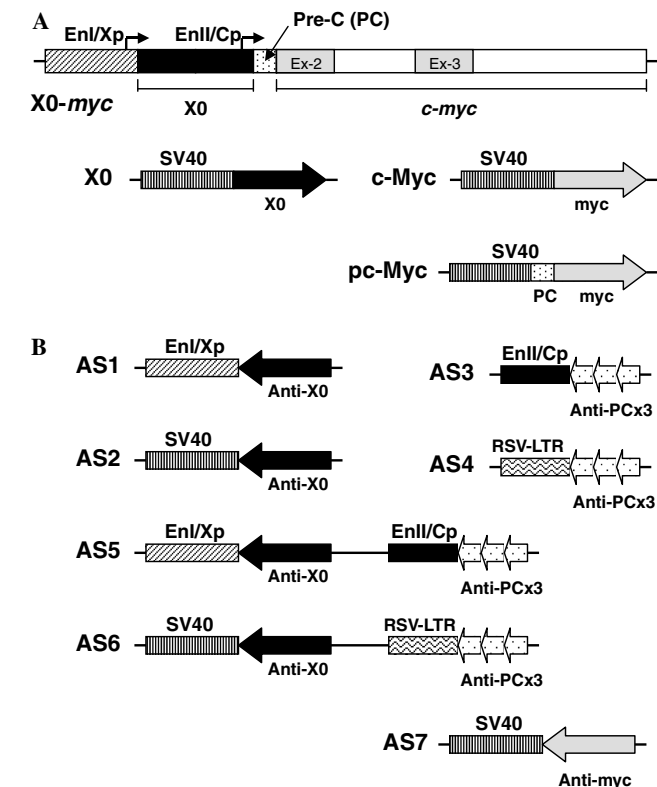 A
EnI/Xp
EnII/Cp
Pre-C (PC)
Ex-2
Ex-3
X0-myc
X0
c-myc
X0
SV40
X0
c-Myc
SV40
myc
pc-Myc
SV40
PC
myc
B
AS1
EnI/Xp
Anti-X0
AS3
EnII/Cp
Anti-PCx3
AS2
SV40
Anti-X0
AS4
RSV-LTR
Anti-PCx3
AS5
EnI/Xp
Anti-X0
EnII/Cp
Anti-PCx3
AS6
SV40
Anti-X0
RSV-LTR
Anti-PCx3
AS7
SV40
Anti-myc